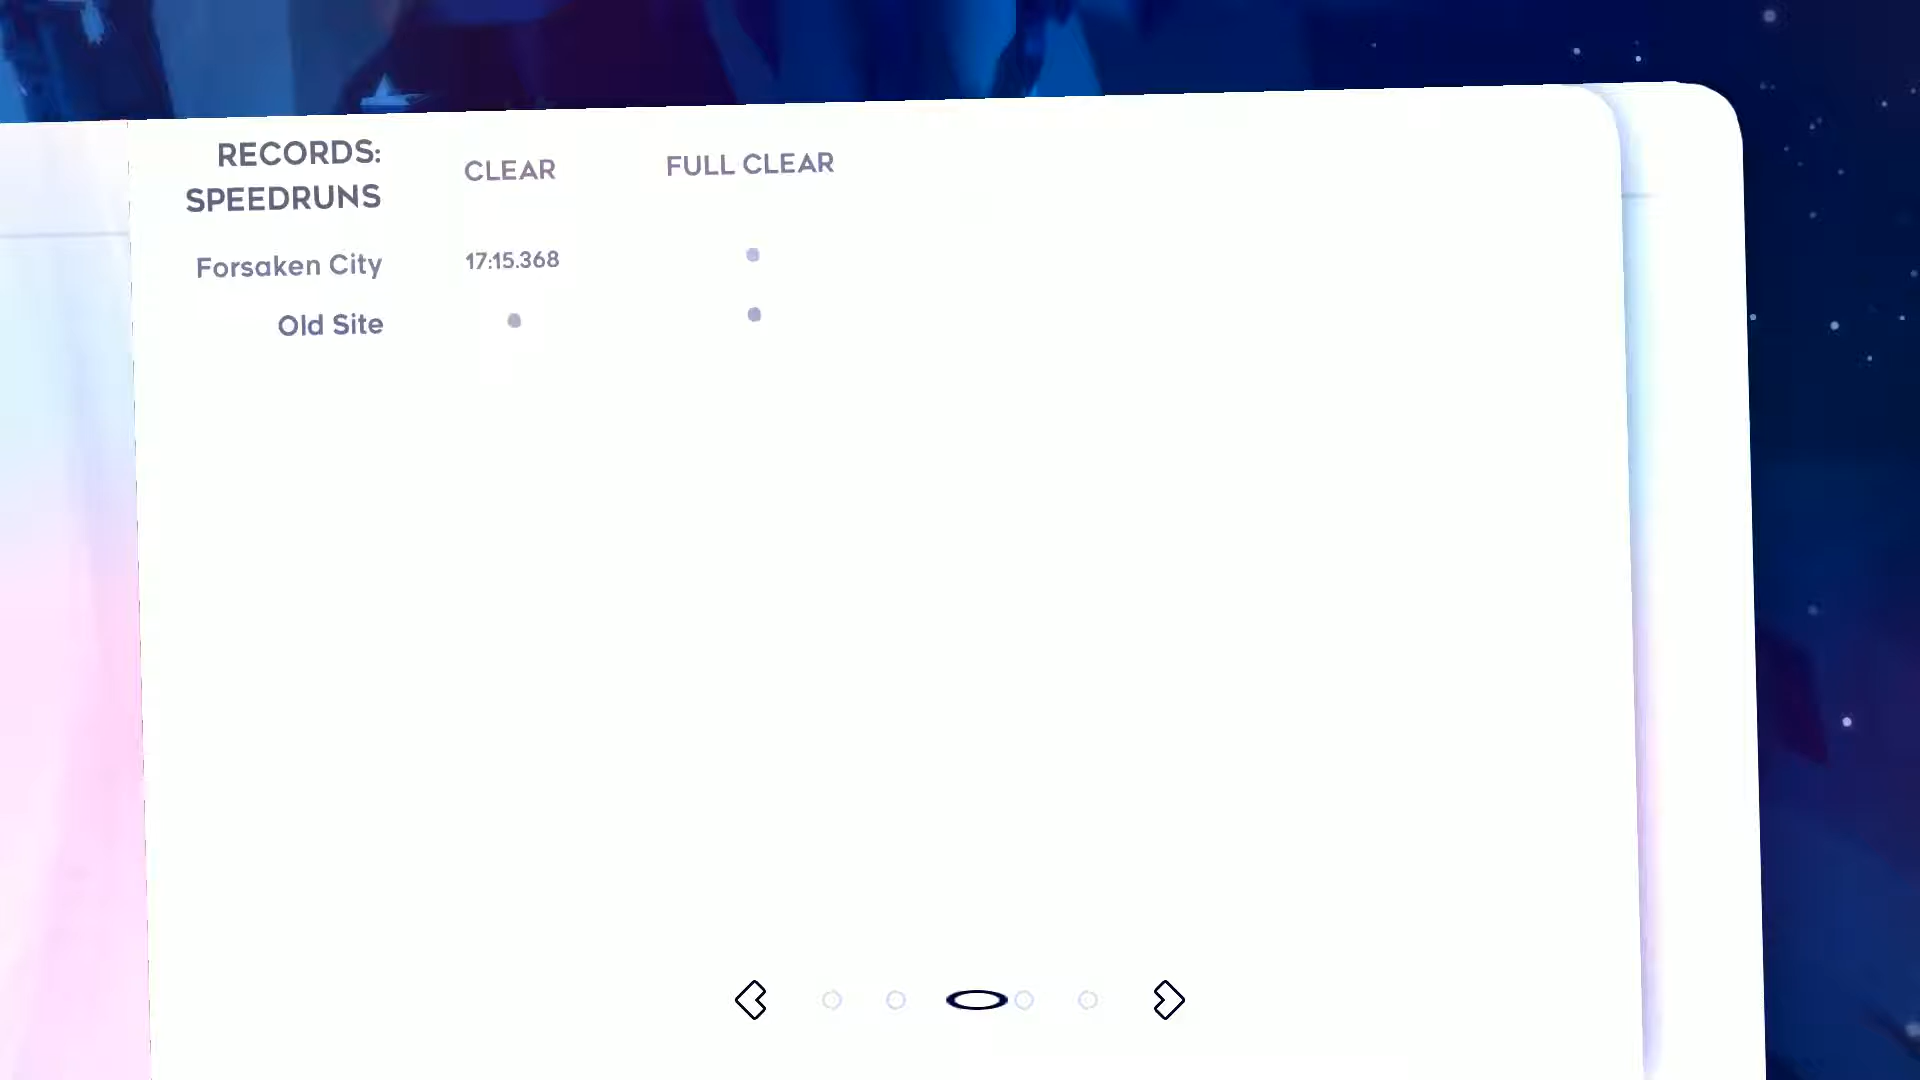 RECORDS:
SPEEDRUNS
CLEAR
FULL CLEAR
Forsaken City
17:15.368
Old Site